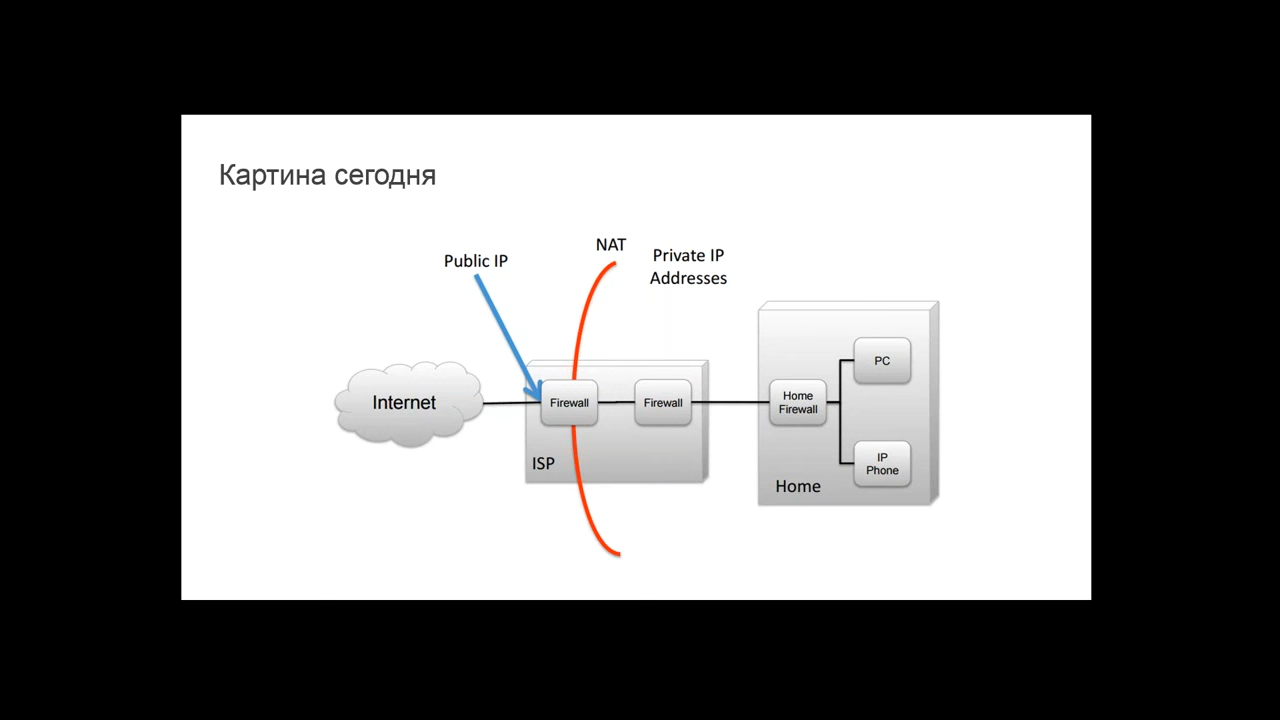 Картина сегодня
NAT
Public IP
Private IP
Addresses
Internet
Firewall
Firewall
ISP
Home
Firewall
PC
IP
Phone
Home